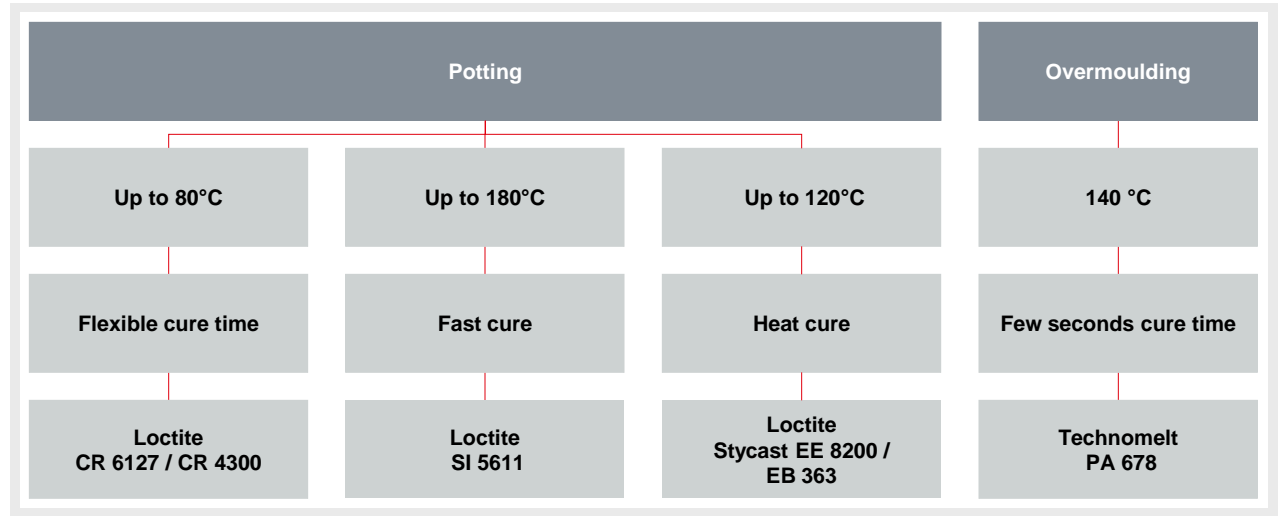 Potting
Overmoulding
Up to 80°C
Up to 180°C
Up to 120°C
140 °C
Flexible cure time
Fast cure
Heat cure
Few seconds cure time
Loctite
CR 6127 / CR 4300
Loctite
SI 5611
Loctite
Stycast EE 8200 /
EB 363
Technomelt
PA 678